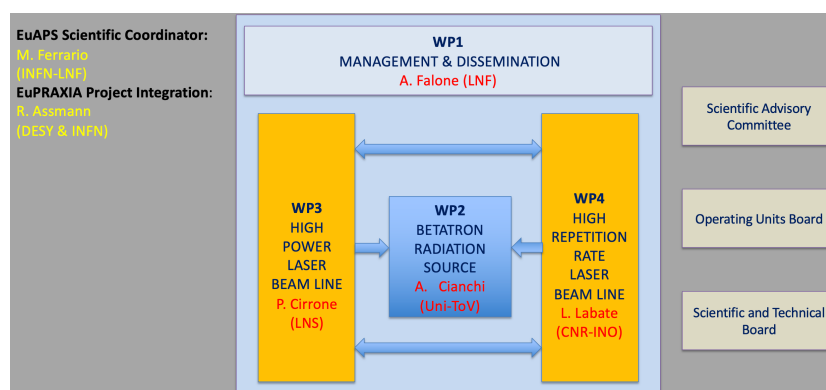 EuAPS Scientific Coordinator:
M. Ferrario
(INFN-LNF)
EuPRAXIA Project Integration:
R. Assmann
(DESY & INFN)
WP1
MANAGEMENT & DISSEMINATION
A. Falone (LNF)
WP3
HIGH
POWER
LASER
BEAM LINE
P. Cirrone
(LNS)
WP2
BETATRON
RADIATION
SOURCE
A. Cianchi
(Uni-ToV)
WP4
HIGH
REPETITION
RATE
LASER
BEAM LINE
L. Labate
(CNR-INO)
Scientific Advisory
Committee
Operating Units Board
Scientific and Technical
Board